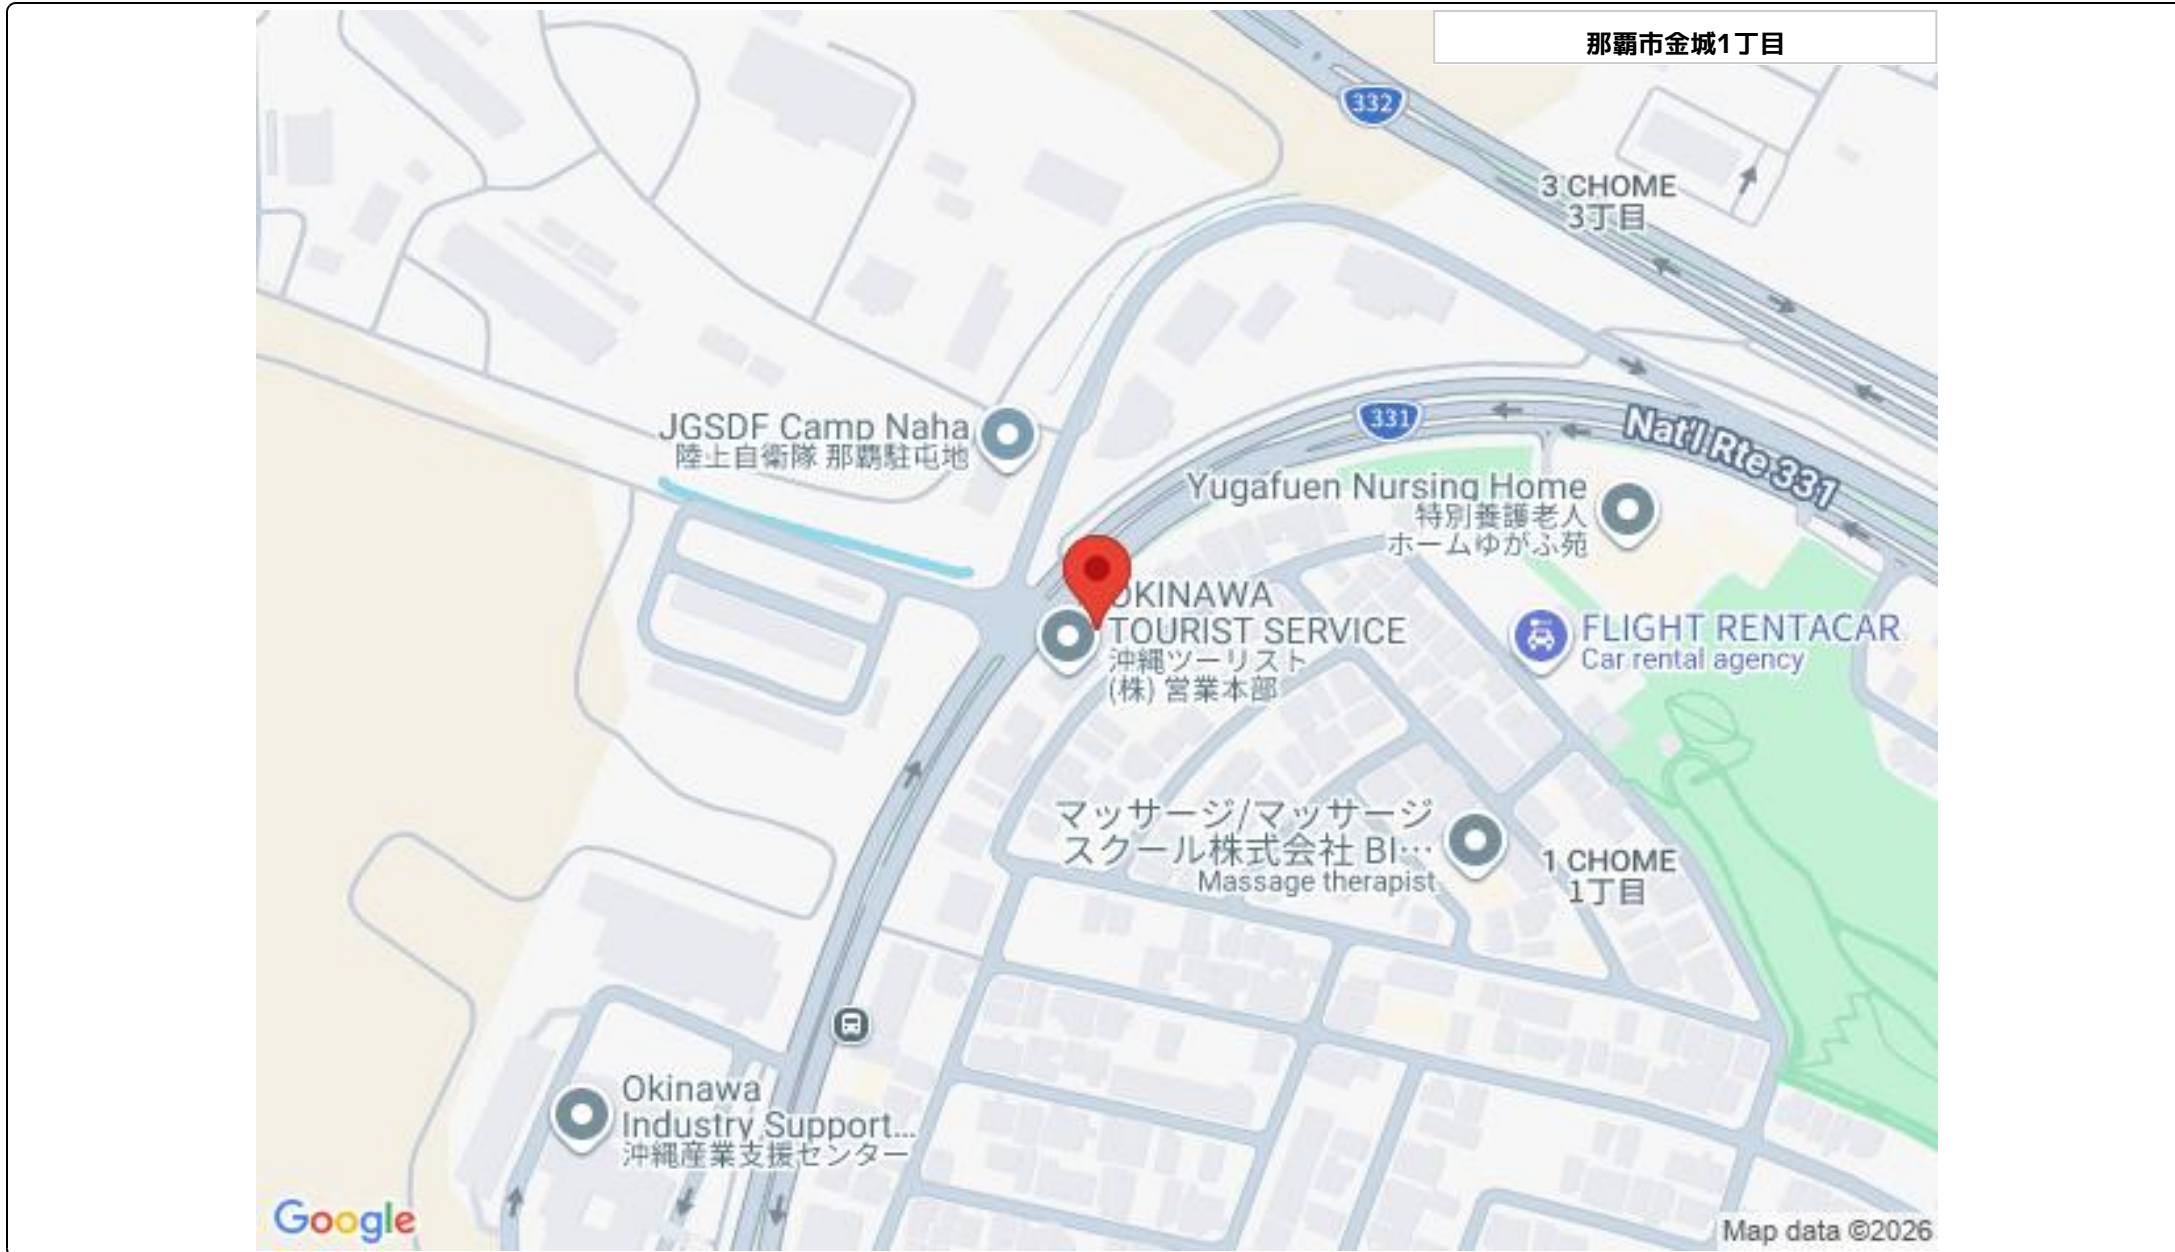 那覇市金城1丁目
332
3 CHOME
3丁目
JGSDF Camp Naha
陸上自衛隊 那覇駐屯地
331
Nat'l Rte 331
Yugafuen Nursing Home
特別養護老人
ホームゆがふ苑
OKINAWA
TOURIST SERVICE
沖縄ツーリスト
(株) 営業本部
FLIGHT RENTACAR
Car rental agency
マッサージ/マッサージ
スクール株式会社 BI…
Massage therapist
1 CHOME
1丁目
Okinawa
Industry Support...
沖縄産業支援センター
Google
Map data ©2026